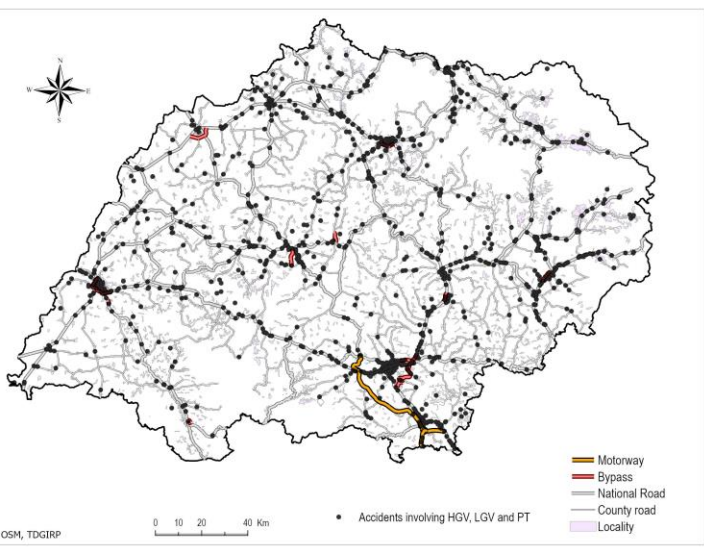 N
W E
S
Motorway
Bypass
National Road
County road
Locality
Accidents involving HGV, LGV and PT
0 10 20 40 Km
OSM, TDGIRP